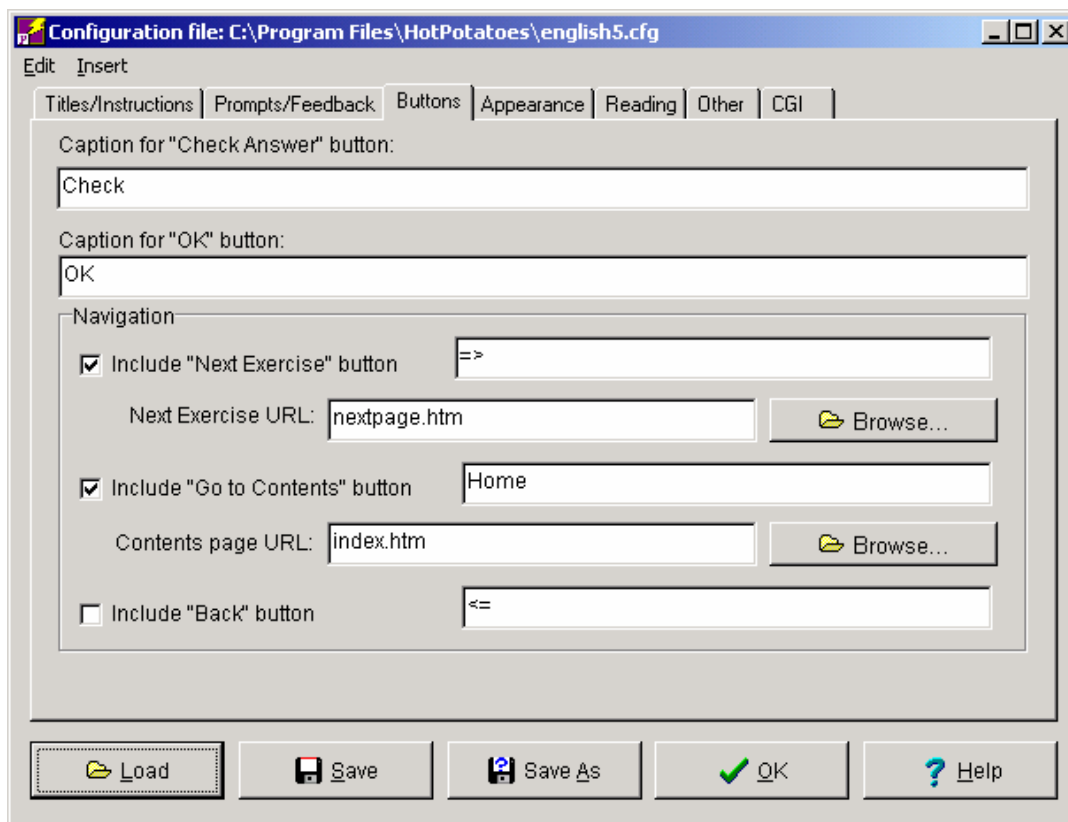 Configuration file: C:\Program Files\HotPotatoes\english5.cfg
Edit Insert
Titles/Instructions Prompts/Feedback Buttons Appearance Reading Other CGI
Caption for "Check Answer" button:
Check
Caption for "OK" button:
OK
Navigation
Include "Next Exercise" button =>
Next Exercise URL: nextpage.htm Browse...
Include "Go to Contents" button Home
Contents page URL: index.htm Browse...
Include "Back" button <=
Load Save Save As OK Help